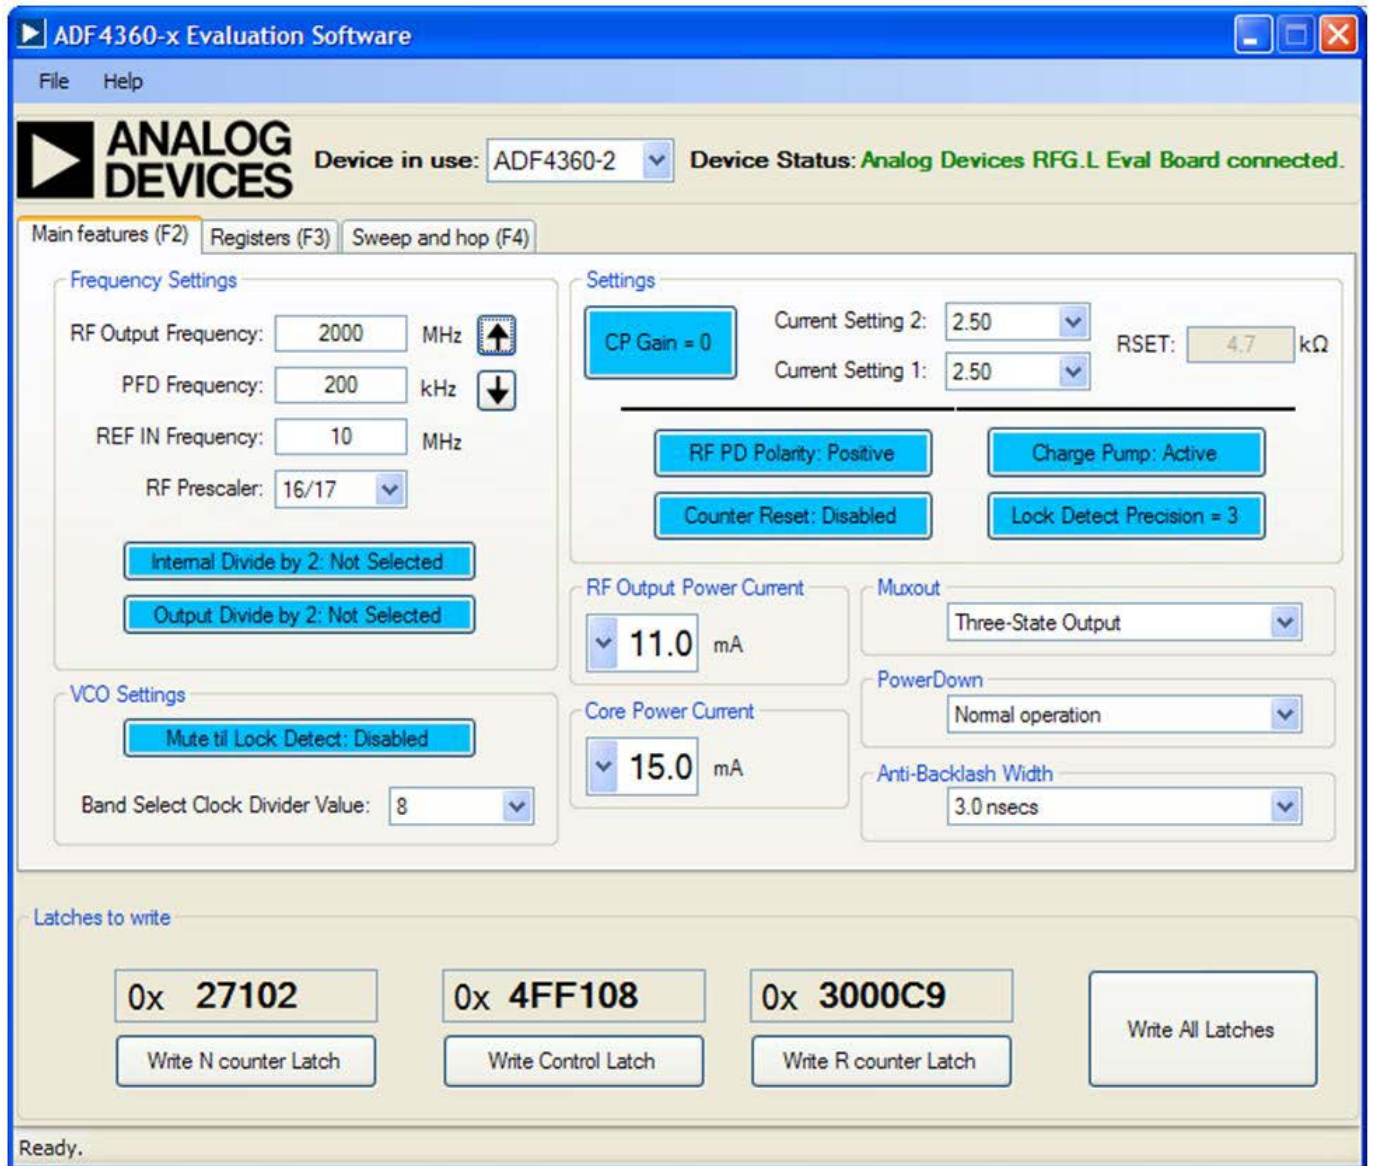 ADF4360-x Evaluation Software
File Help
ANALOG DEVICES Device in use: ADF4360-2 Device Status: Analog Devices RFG.L Eval Board connected.
Main features (F2) Registers (F3) Sweep and hop (F4)
Frequency Settings
RF Output Frequency: 2000 MHz
PFD Frequency: 200 kHz
REF IN Frequency: 10 MHz
RF Prescaler: 16/17
Internal Divide by 2: Not Selected
Output Divide by 2: Not Selected
VCO Settings
Mute til Lock Detect: Disabled
Band Select Clock Divider Value: 8
Settings
CP Gain = 0
Current Setting 2: 2.50
Current Setting 1: 2.50
RSET: 4.7 kΩ
RF PD Polarity: Positive Charge Pump: Active
Counter Reset: Disabled Lock Detect Precision = 3
RF Output Power Current
11.0 mA
Core Power Current
15.0 mA
Muxout
Three-State Output
PowerDown
Normal operation
Anti-Backlash Width
3.0 nsecs
Latches to write
0x 27102 0x 4FF108 0x 3000C9
Write N counter Latch Write Control Latch Write R counter Latch Write All Latches
Ready.